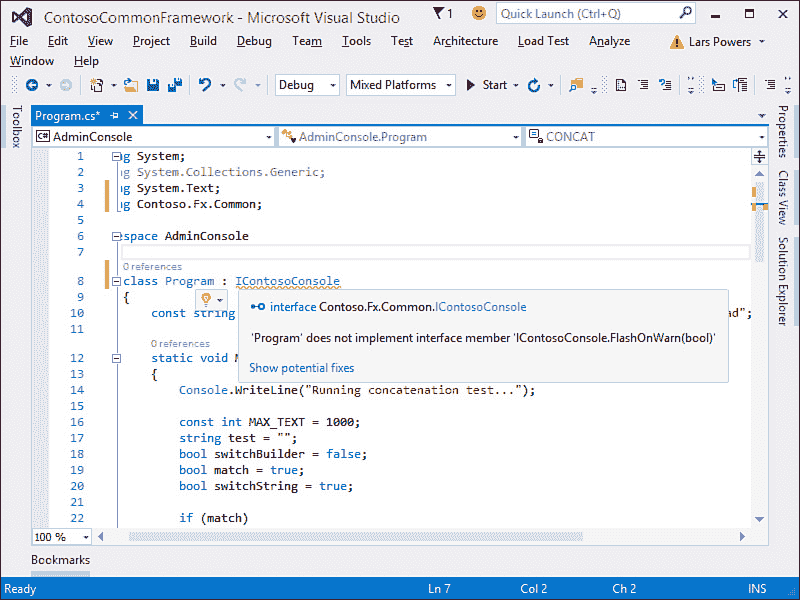 ContosoCommonFramework - Microsoft Visual Studio
1
Quick Launch (Ctrl+Q)
File Edit View Project Build Debug Team Tools Test Architecture Load Test Analyze Lars Powers
Window Help
Debug Mixed Platforms Start
Toolbox
Program.cs*
C# AdminConsole AdminConsole.Program CONCAT
1 ng System;
2 ng System.Collections.Generic;
3 ng System.Text;
4 ng Contoso.Fx.Common;
5
6 espace AdminConsole
7
0 references
8 class Program : IContosoConsole
9 {
10 const string ad";
11
0 references
12 static void M
13 {
14 Console.WriteLine("Running concatenation test...");
15
16 const int MAX_TEXT = 1000;
17 string test = "";
18 bool switchBuilder = false;
19 bool match = true;
20 bool switchString = true;
21
22 if (match)
interface Contoso.Fx.Common.IContosoConsole
'Program' does not implement interface member 'IContosoConsole.FlashOnWarn(bool)'
Show potential fixes
Properties
Class View
Solution Explorer
100 %
Bookmarks
Ready Ln 7 Col 2 Ch 2 INS